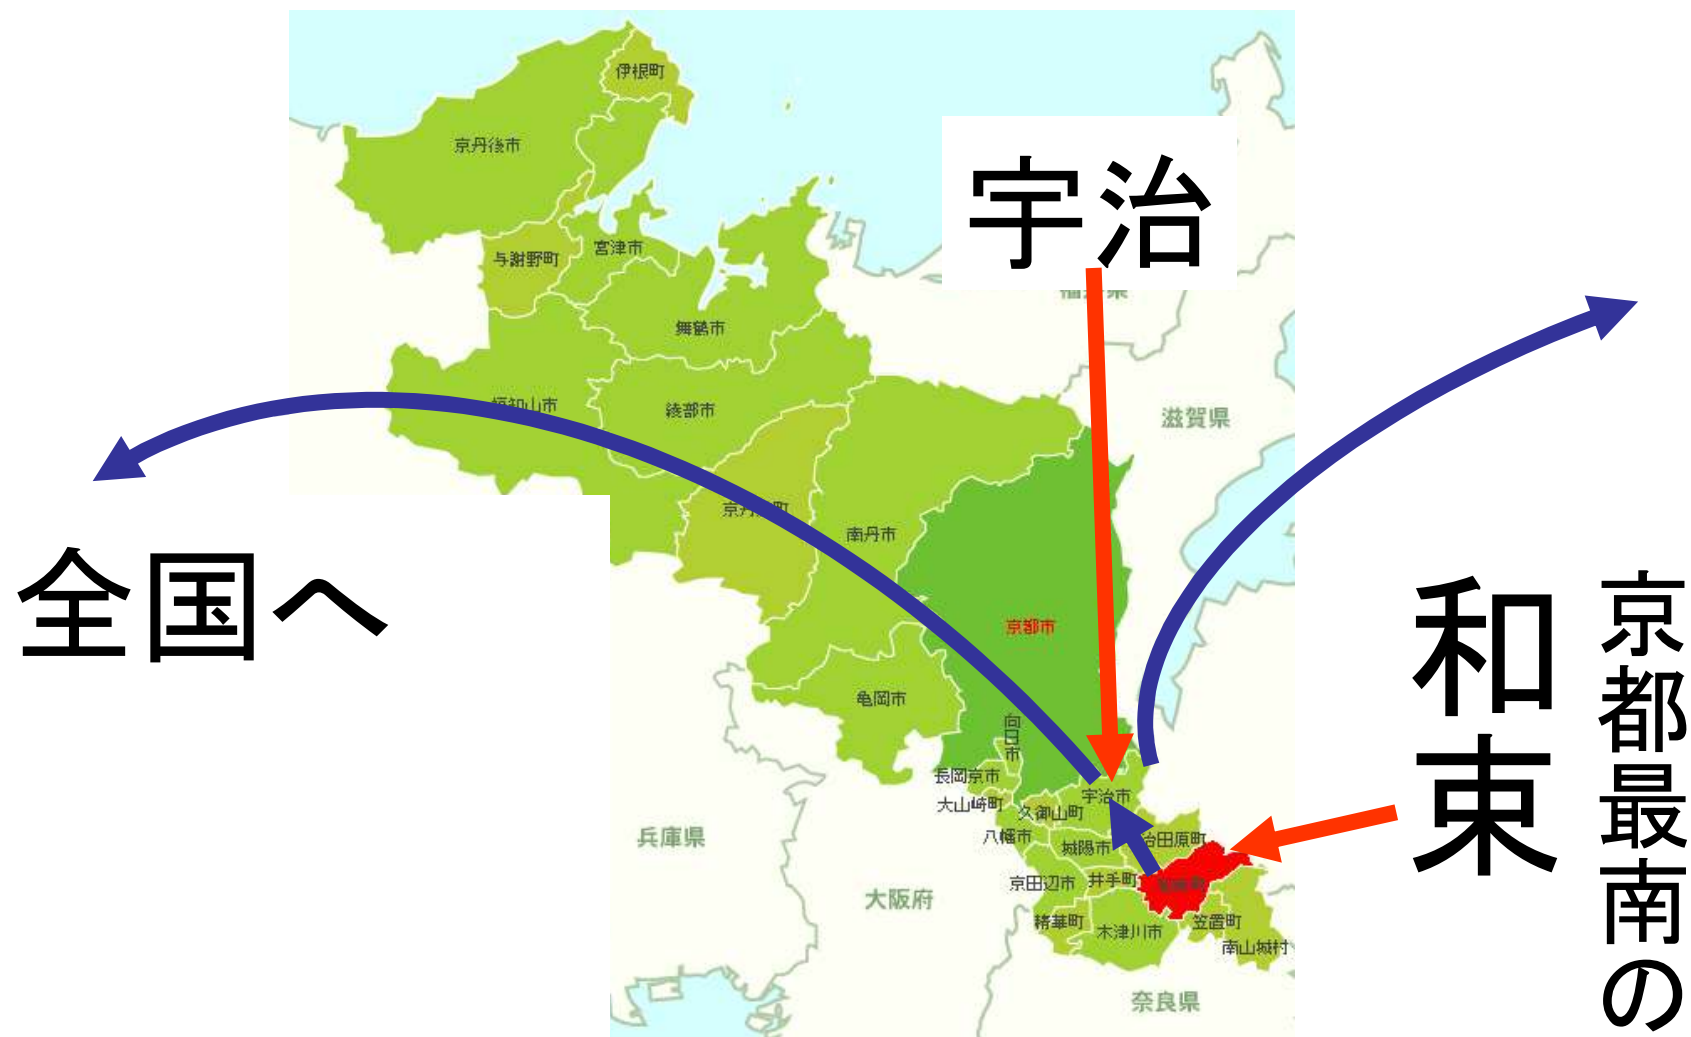 伊根町
京丹後市
宇治
与謝野町
宮津市
舞鶴市
綾部市
滋賀県
南丹市
全国へ
京都市
亀岡市
向日市
長岡京市
大山崎町
宇治市
久御山町
八幡市
城陽市
治田原町
兵庫県
京田辺市
井手町
大阪府
精華町
木津川市
笠置町
南山城村
奈良県
京都最南の
和束